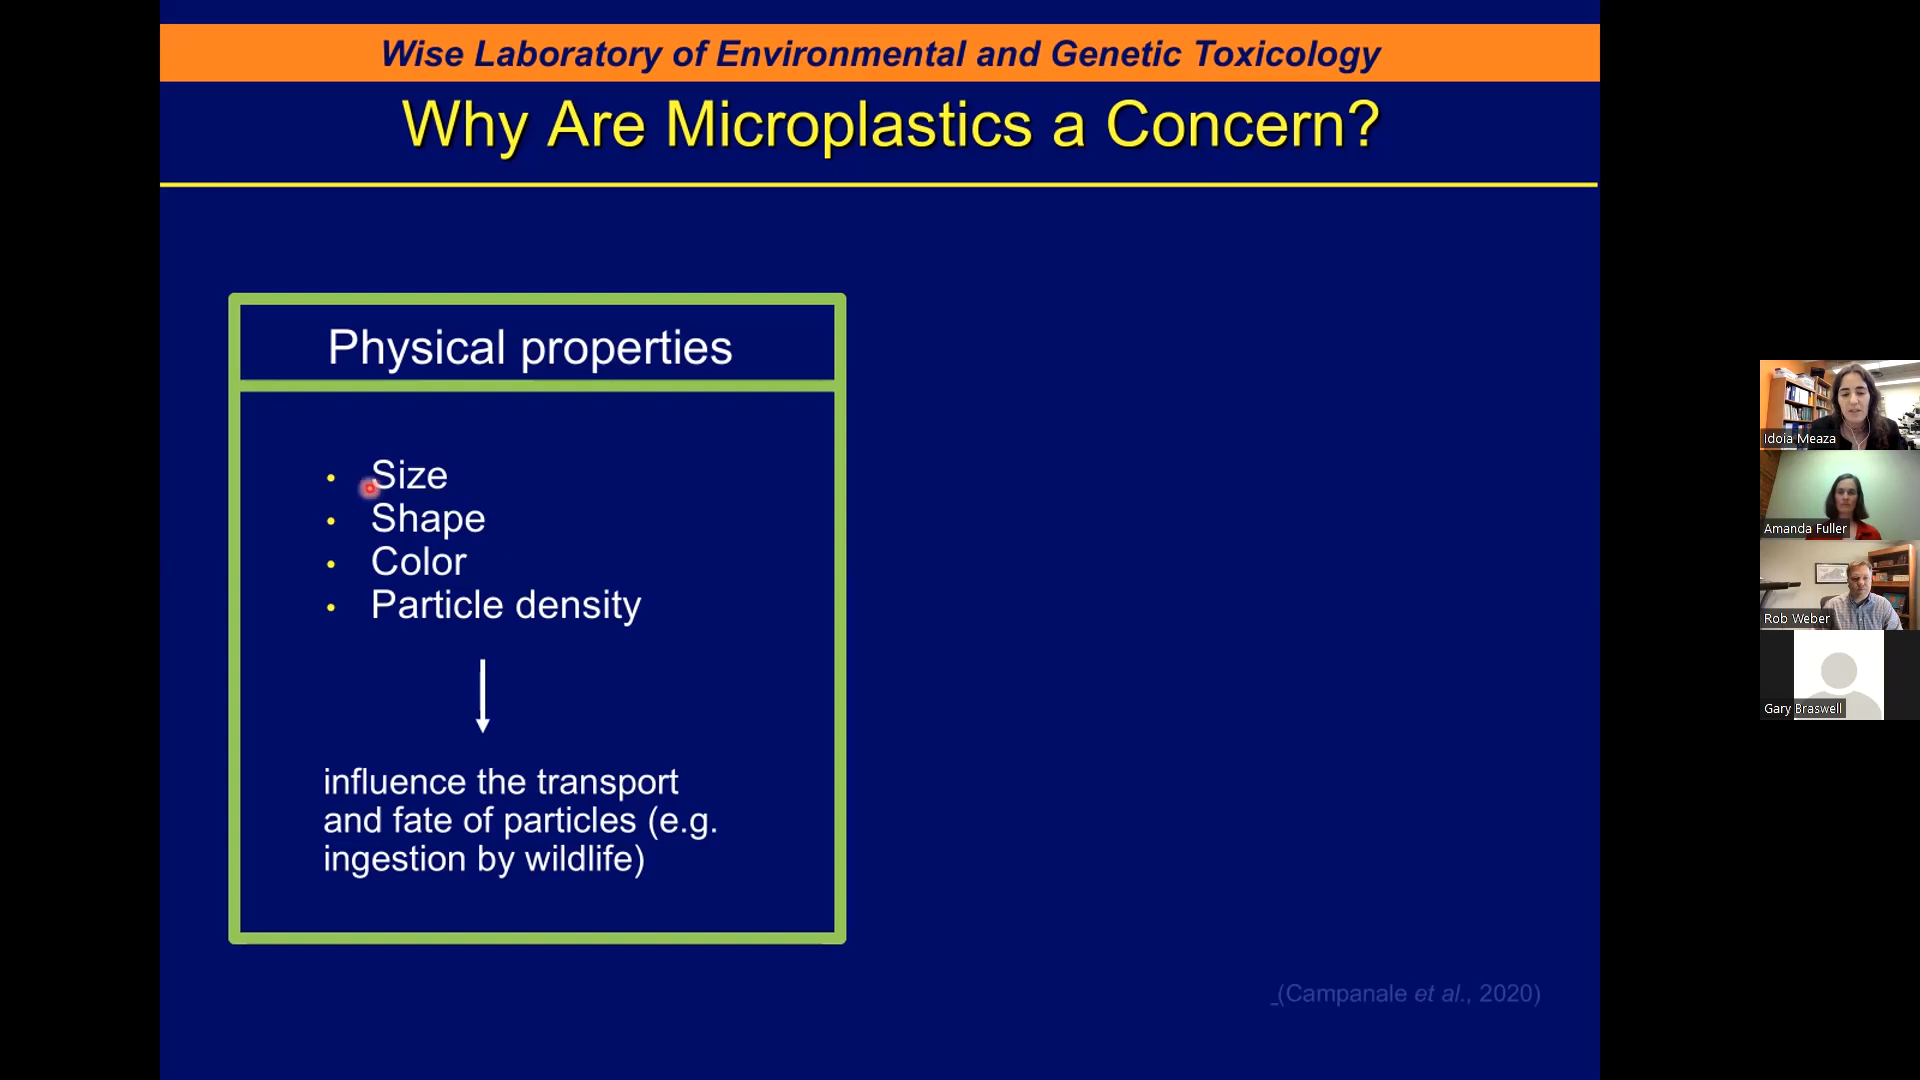 Wise Laboratory of Environmental and Genetic Toxicology
Why Are Microplastics a Concern?
Physical properties
• Size
• Shape
• Color
• Particle density
influence the transport
and fate of particles (e.g.
ingestion by wildlife)
(Campanale et al., 2020)
Idoia Meaza
Amanda Fuller
Rob Weber
Gary Braswell